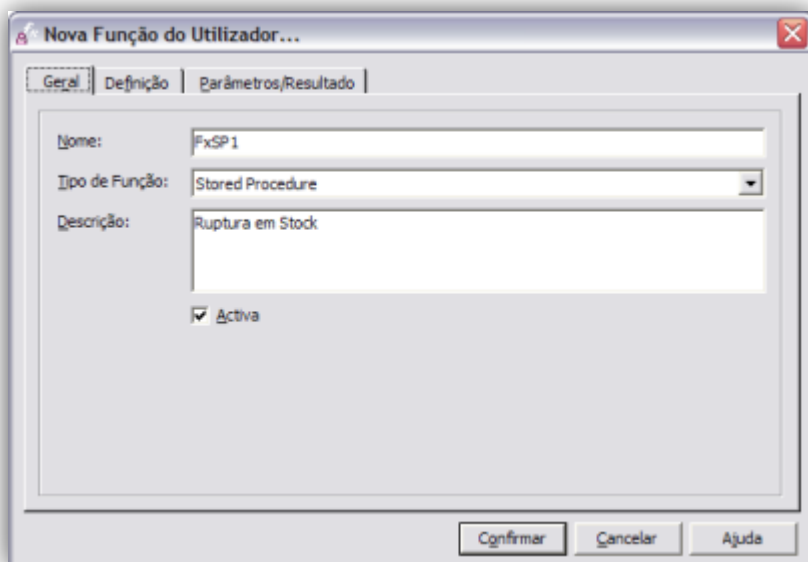 Nova Função do Utilizador...
Geral Definição Parâmetros/Resultado
Nome: FxSP1
Tipo de Função: Stored Procedure
Descrição: Ruptura em Stock
Activa
Confirmar Cancelar Ajuda